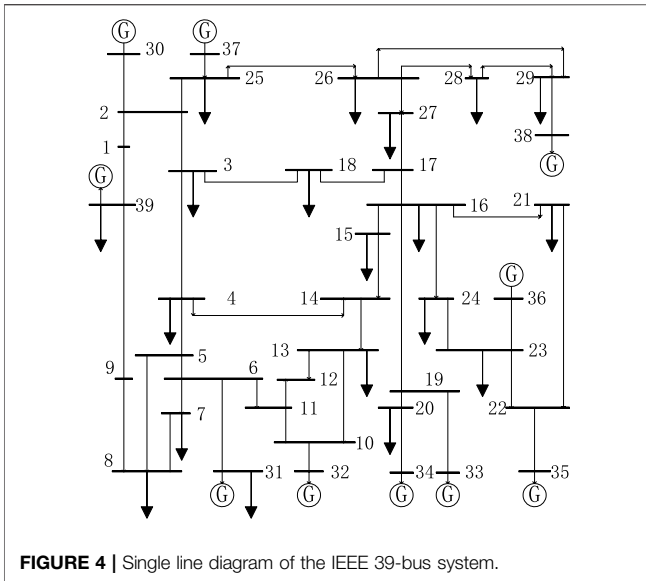 G G
30 37
25 26 28 29
2 27
38
1
G 3 18 17 G
39 16 21
15
G
4 14 24 36
5 13 23
9 6 12 19
7 11 20 22
10
8 31 32 34 33 35
G G G G G
FIGURE 4 | Single line diagram of the IEEE 39-bus system.